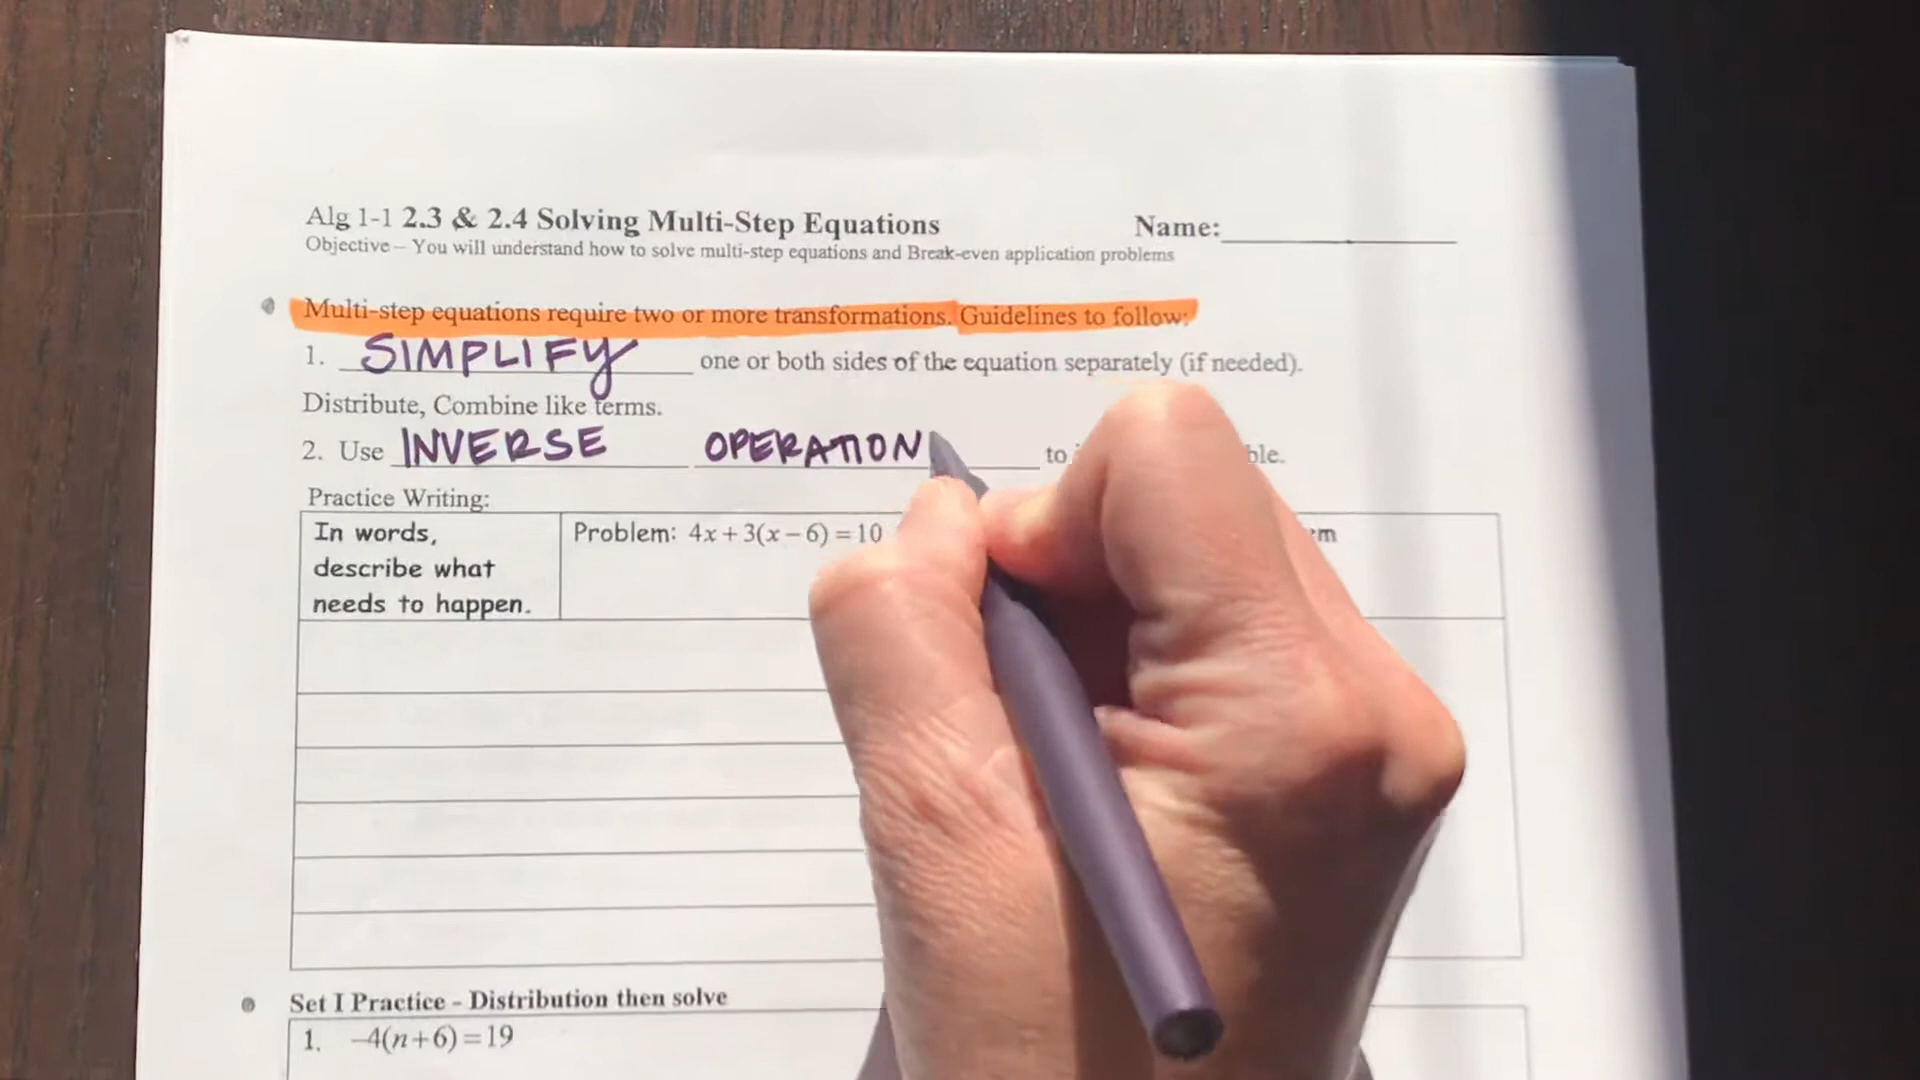 Alg 1-1 2.3 & 2.4 Solving Multi-Step Equations Name:
Objective – You will understand how to solve multi-step equations and Break-even application problems
Multi-step equations require two or more transformations. Guidelines to follow:
1. SIMPLIFY one or both sides of the equation separately (if needed).
Distribute, Combine like terms.
2. Use INVERSE OPERATION to
Practice Writing:
In words,
describe what
needs to happen.
Problem: 4x+3(x−6)=10
Set I Practice - Distribution then solve
1. −4(n+6)=19